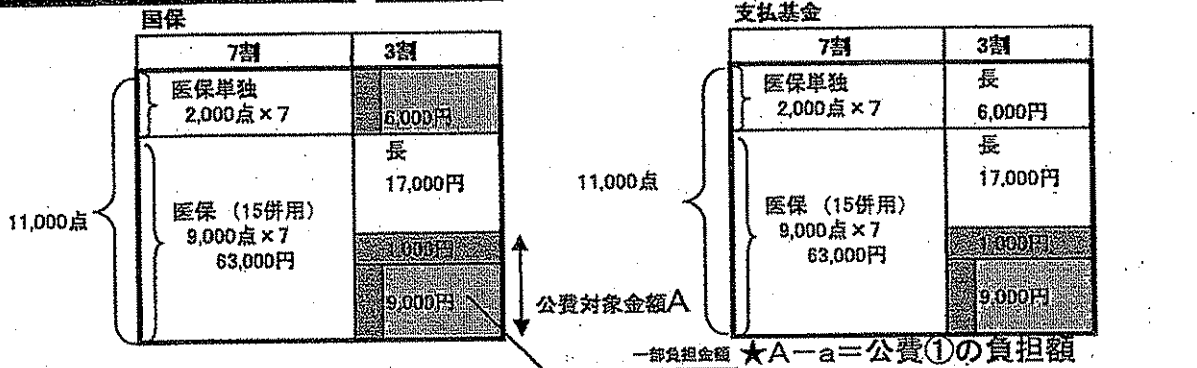 国保
7割 3割
医保単独
2,000点×7
6,000円
長
17,000円
11,000点
医保 (15併用)
9,000点×7
63,000円
1,000円
9,000円
公費対象金額A
支払基金
7割 3割
医保単独
2,000点×7
長
6,000円
長
17,000円
11,000点
医保 (15併用)
9,000点×7
63,000円
1,000円
9,000円
一部負担金額 ★A-a=公費①の負担額